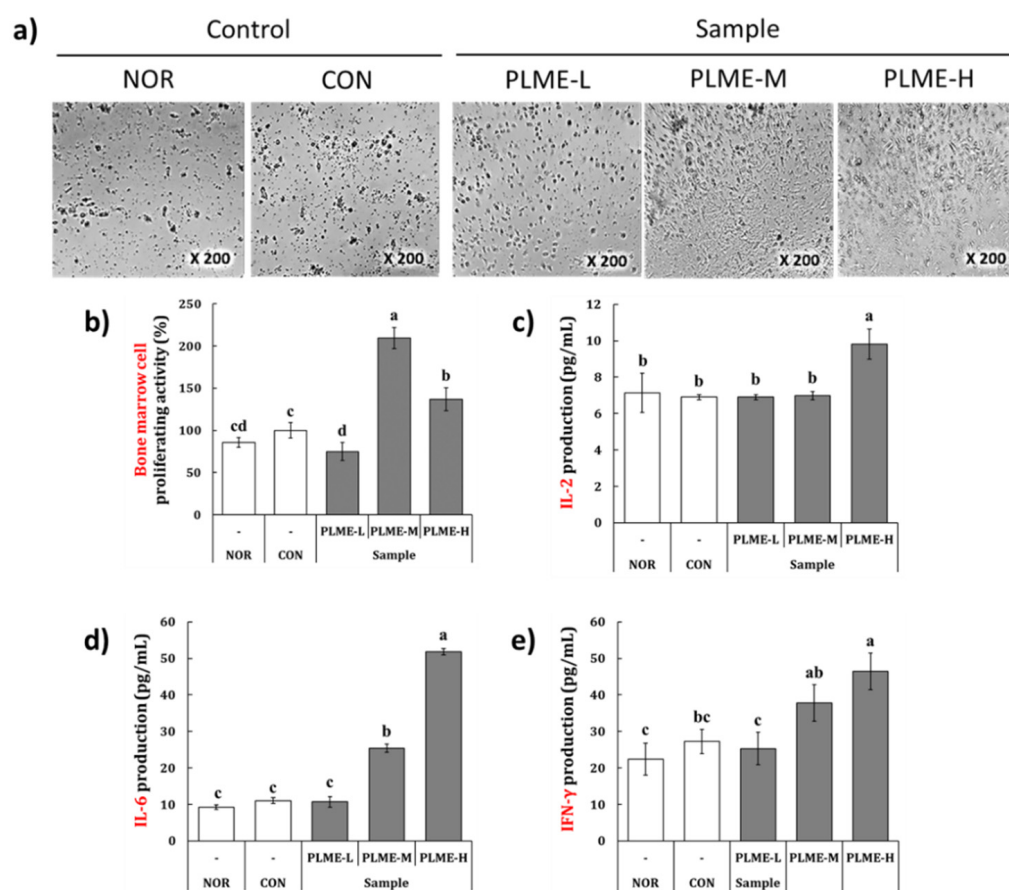 a)
Control
Sample
NOR
CON
PLME-L
PLME-M
PLME-H
X 200
X 200
X 200
X 200
X 200
b)
Bone marrow cell
proliferating activity (%)
250
200
150
100
50
0
cd
c
d
a
b
- - PLME-L PLME-M PLME-H
NOR CON Sample
c)
IL-2 production (pg/mL)
12
10
8
6
4
2
0
b
b
b
b
a
- - PLME-L PLME-M PLME-H
NOR CON Sample
d)
IL-6 production (pg/mL)
60
50
40
30
20
10
0
c
c
c
b
a
- - PLME-L PLME-M PLME-H
NOR CON Sample
e)
IFN-γ production (pg/mL)
60
50
40
30
20
10
0
c
bc
c
ab
a
- - PLME-L PLME-M PLME-H
NOR CON Sample